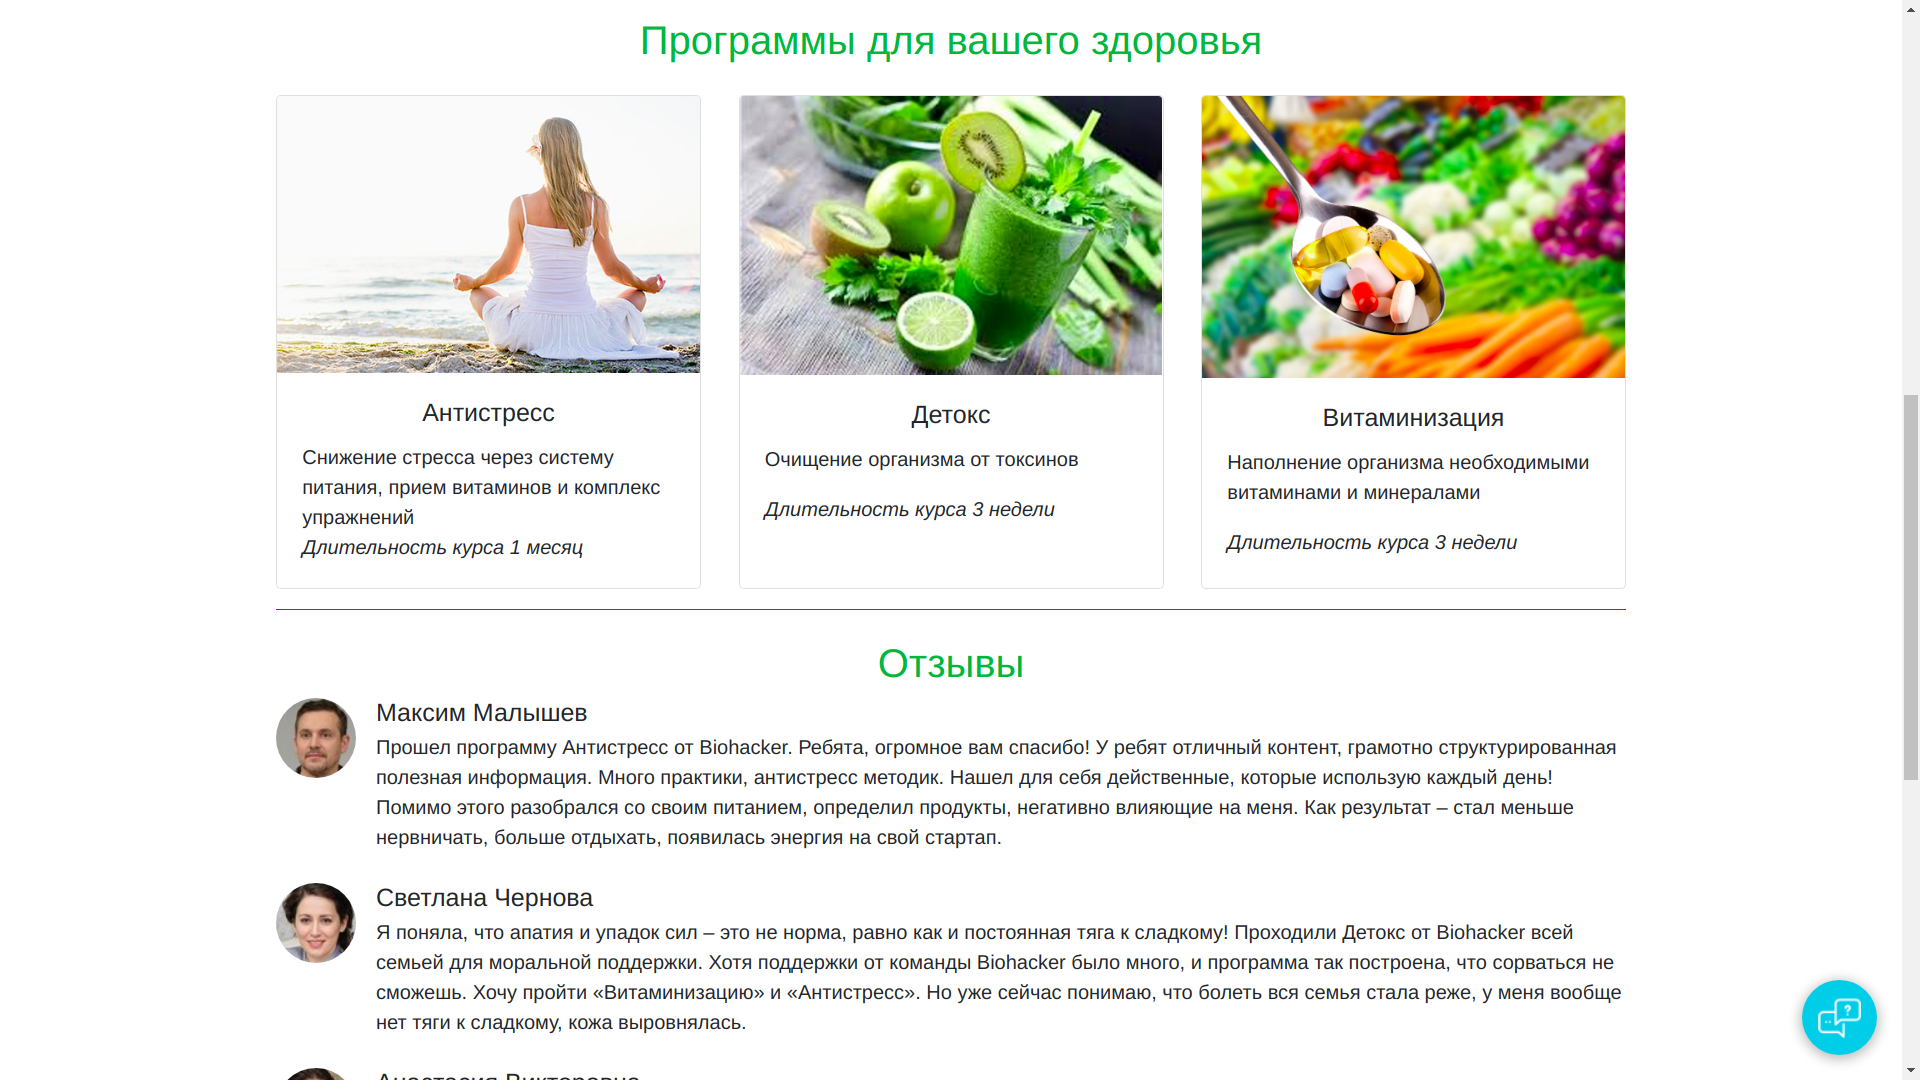 Программы для вашего здоровья
Антистресс
Снижение стресса через систему
питания, прием витаминов и комплекс
упражнений
Длительность курса 1 месяц
Детокс
Очищение организма от токсинов
Длительность курса 3 недели
Витаминизация
Наполнение организма необходимыми
витаминами и минералами
Длительность курса 3 недели
Отзывы
Максим Малышев
Прошел программу Антистресс от Biohacker. Ребята, огромное вам спасибо! У ребят отличный контент, грамотно структурированная
полезная информация. Много практики, антистресс методик. Нашел для себя действенные, которые использую каждый день!
Помимо этого разобрался со своим питанием, определил продукты, негативно влияющие на меня. Как результат – стал меньше
нервничать, больше отдыхать, появилась энергия на свой стартап.
Светлана Чернова
Я поняла, что апатия и упадок сил – это не норма, равно как и постоянная тяга к сладкому! Проходили Детокс от Biohacker всей
семьей для моральной поддержки. Хотя поддержки от команды Biohacker было много, и программа так построена, что сорваться не
сможешь. Хочу пройти «Витаминизацию» и «Антистресс». Но уже сейчас понимаю, что болеть вся семья стала реже, у меня вообще
нет тяги к сладкому, кожа выровнялась.
Анастасия Викторовна